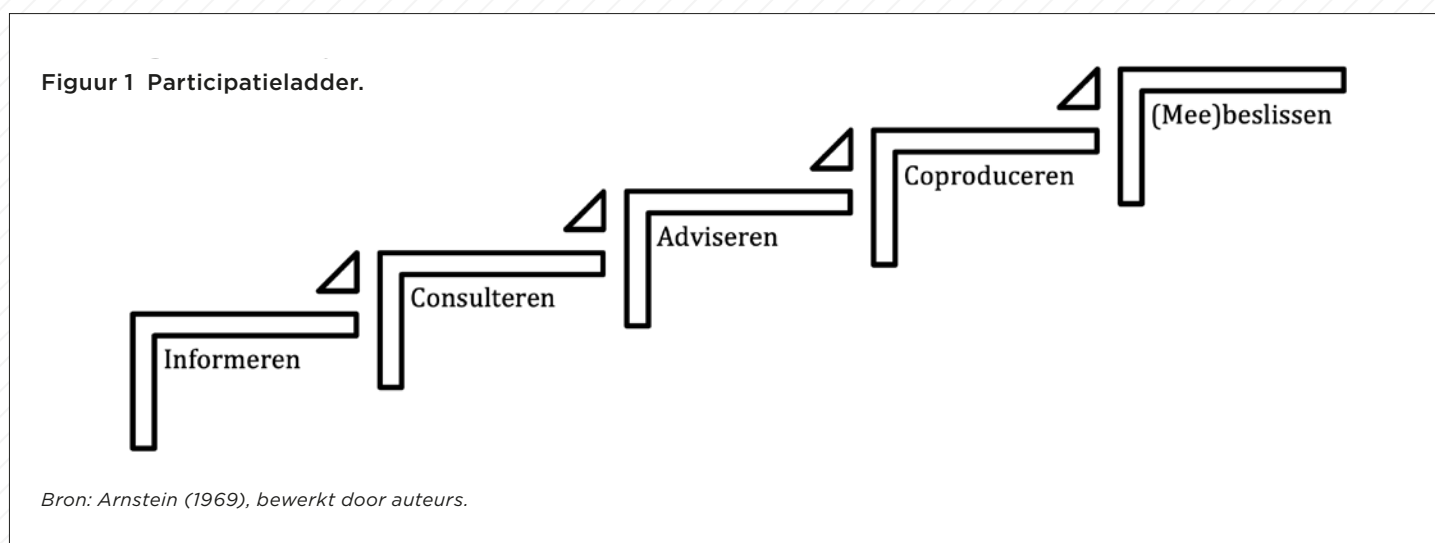 Figuur 1 Participatieladder.
(Mee)beslissen
Coproduceren
Adviseren
Consulteren
Informeren
Bron: Arnstein (1969), bewerkt door auteurs.